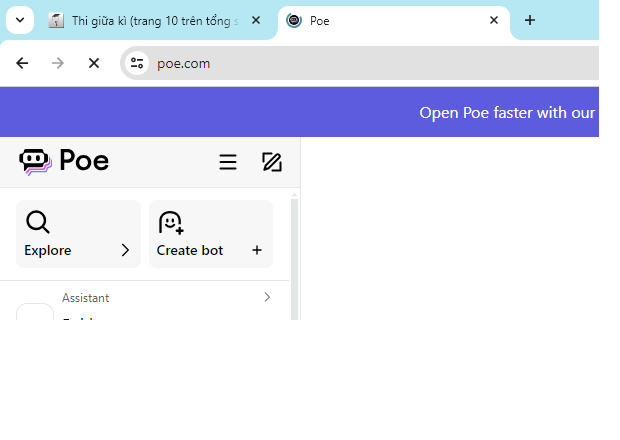 Thi giữa kì (trang 10 trên tổng s
Poe
poe.com
Open Poe faster with our
Poe
Explore
Create bot
Assistant